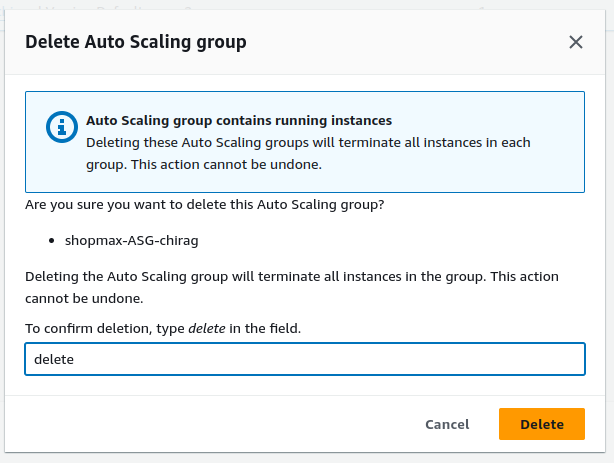 Delete Auto Scaling group
Auto Scaling group contains running instances
Deleting these Auto Scaling groups will terminate all instances in each
group. This action cannot be undone.
Are you sure you want to delete this Auto Scaling group?
• shopmax-ASG-chirag
Deleting the Auto Scaling group will terminate all instances in the group. This action
cannot be undone.
To confirm deletion, type delete in the field.
delete
Cancel
Delete